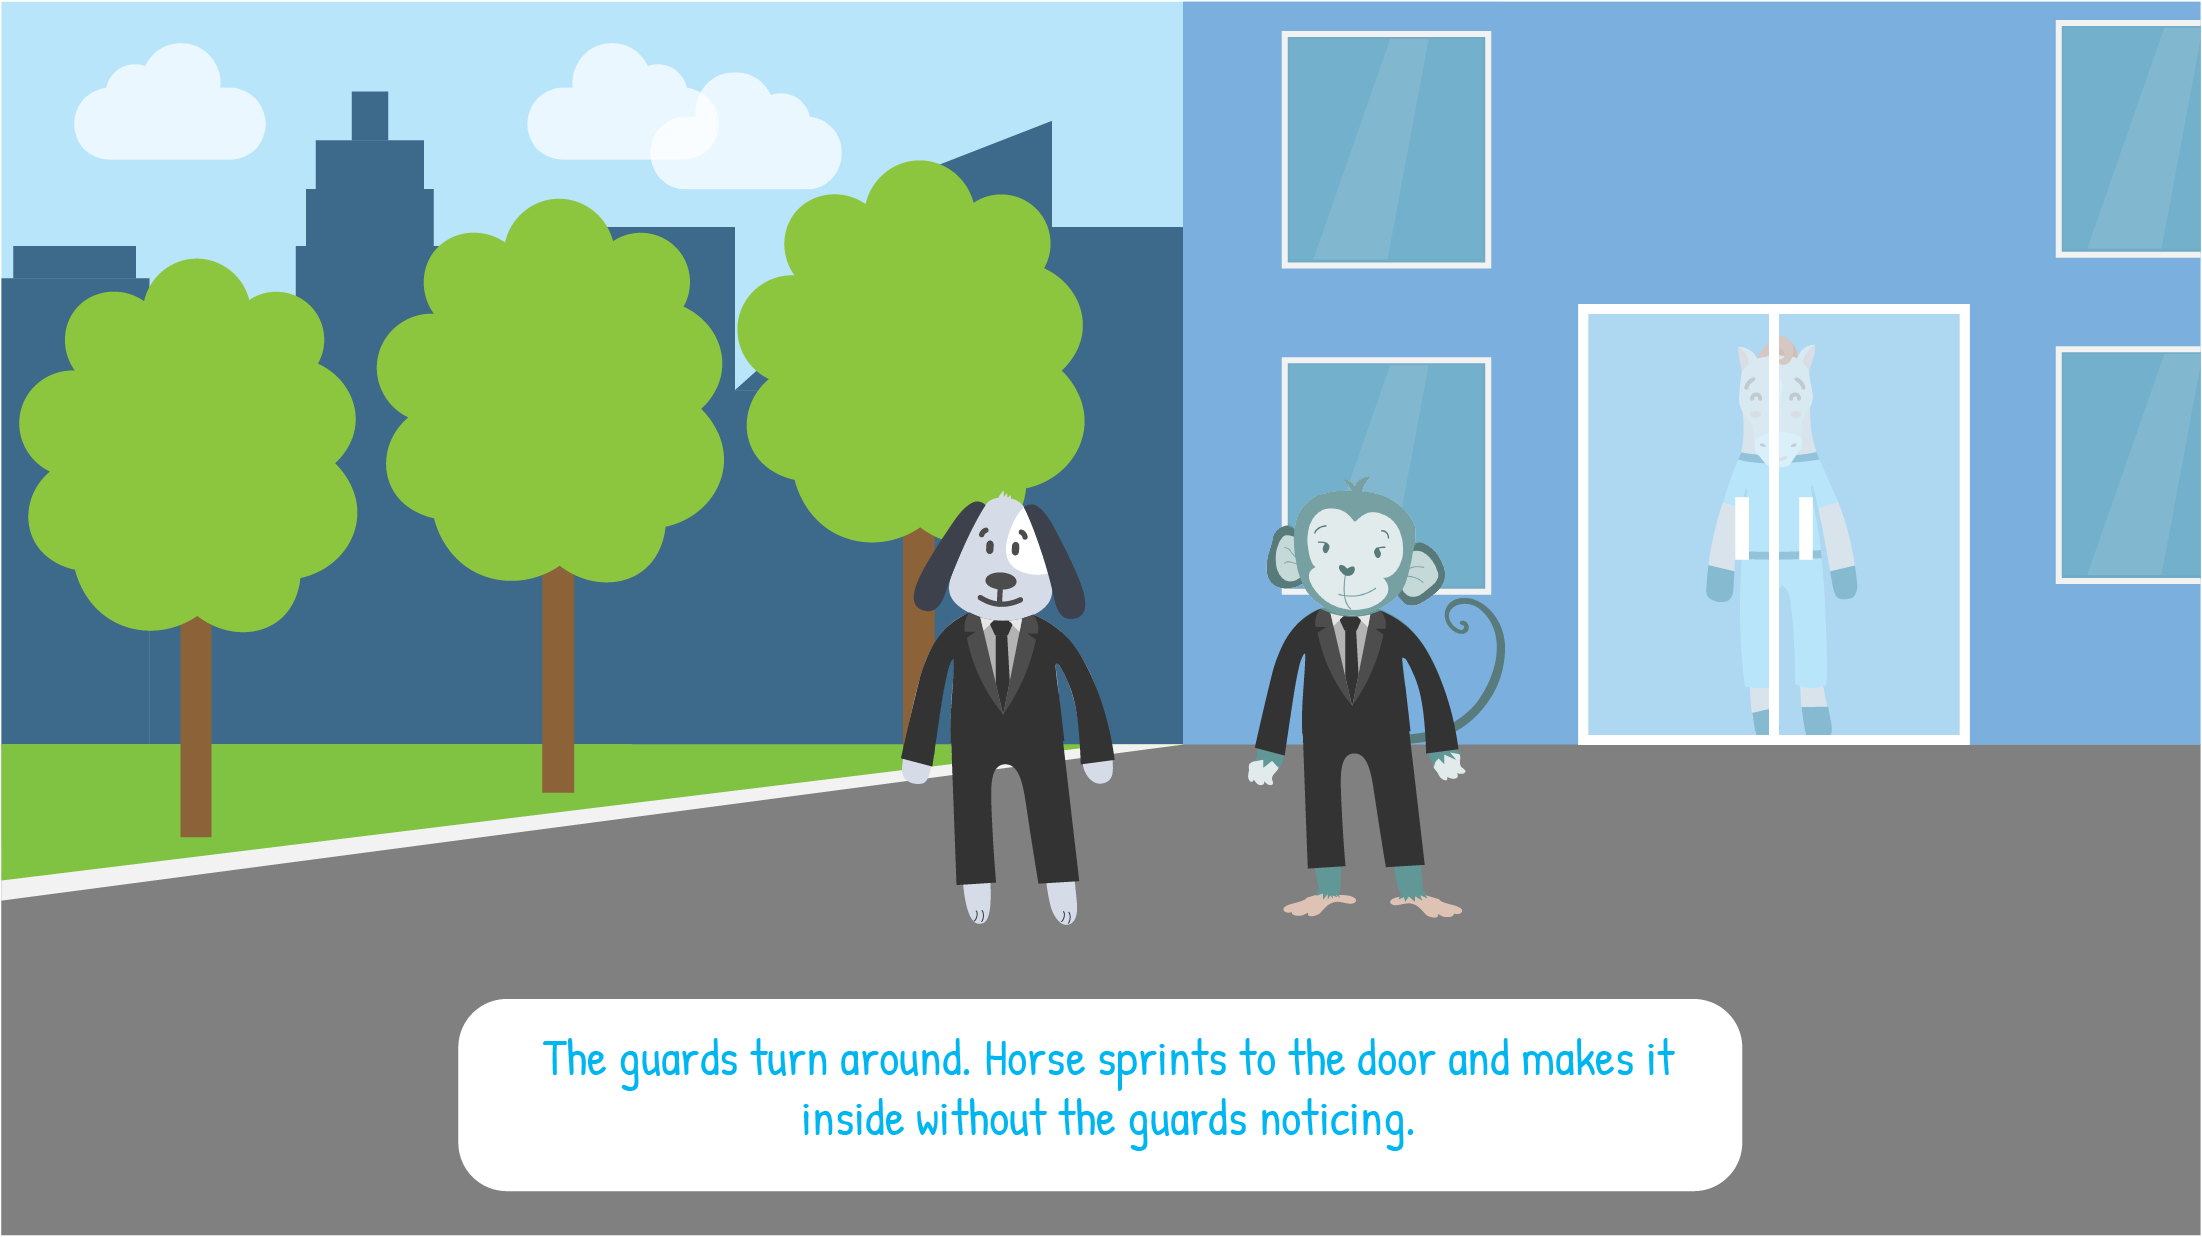 The guards turn around. Horse sprints to the door and makes it
inside without the guards noticing.